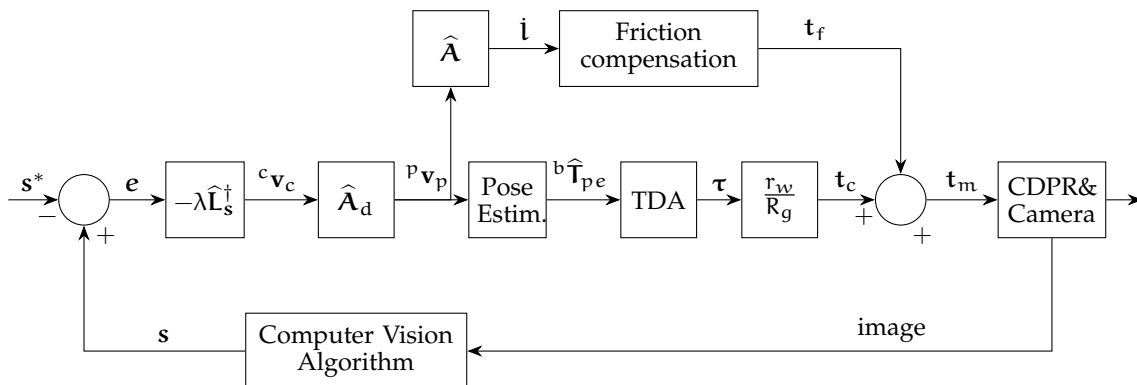 Â
l̇
Friction
compensation
t_f
s*
−
+
e
−λL̂_s^†
^c v_c
Â_d
^p v_p
Pose
Estim.
^b T̂_pe
TDA
τ
r_w
R_g
t_c
+
+
t_m
CDPR&
Camera
s
Computer Vision
Algorithm
image